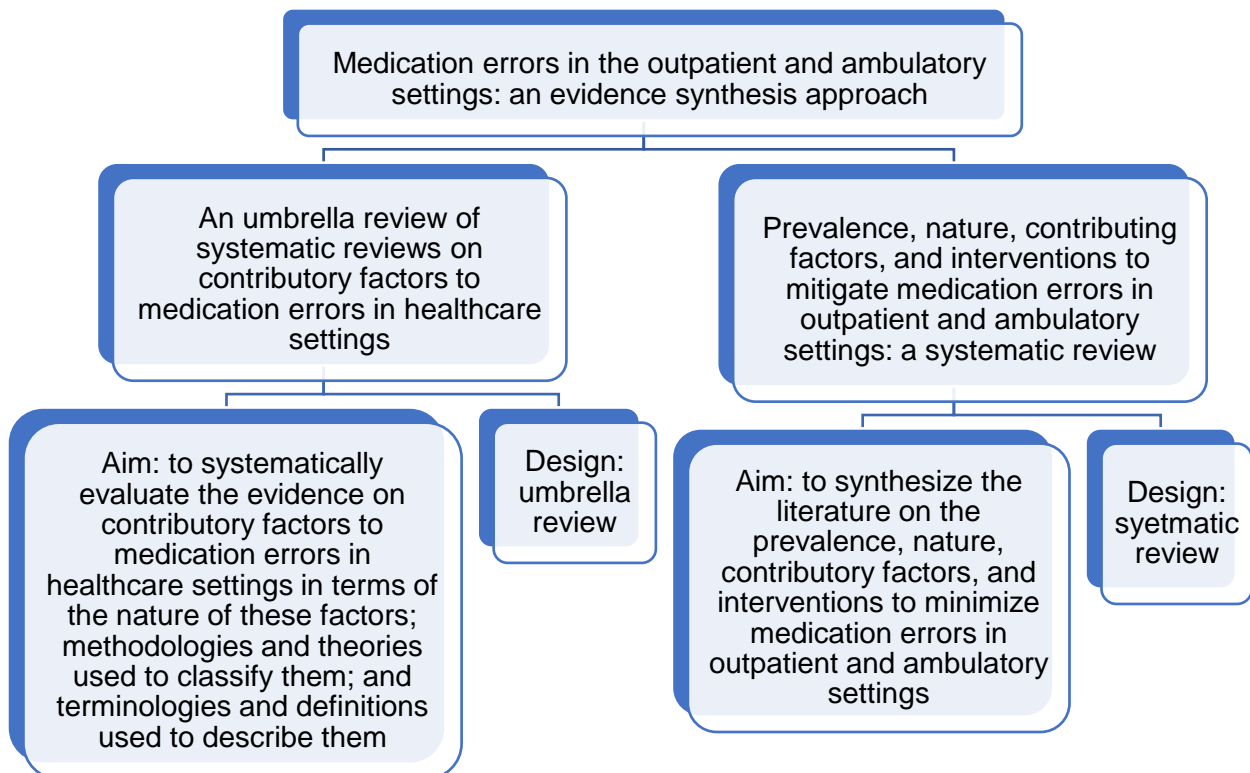 Medication errors in the outpatient and ambulatory
settings: an evidence synthesis approach
An umbrella review of
systematic reviews on
contributory factors to
medication errors in healthcare
settings
Prevalence, nature, contributing
factors, and interventions to
mitigate medication errors in
outpatient and ambulatory
settings: a systematic review
Aim: to systematically
evaluate the evidence on
contributory factors to
medication errors in
healthcare settings in terms of
the nature of these factors;
methodologies and theories
used to classify them; and
terminologies and definitions
used to describe them
Design:
umbrella
review
Aim: to synthesize the
literature on the
prevalence, nature,
contributory factors, and
interventions to minimize
medication errors in
outpatient and ambulatory
settings
Design:
syetmatic
review